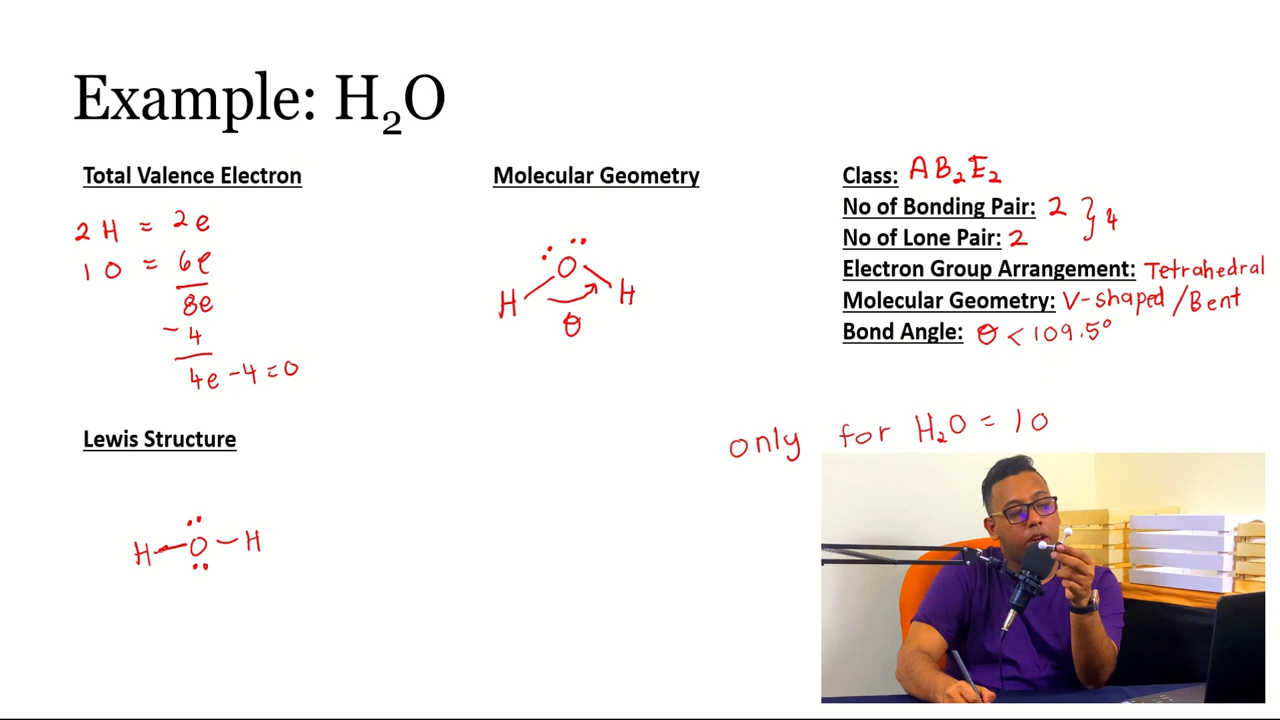 Example: H₂O
Total Valence Electron
2 H = 2e
1 O = 6e
8e
- 4
4e - 4 = 0
Lewis Structure
H - O - H
Molecular Geometry
O
H H
θ
Class: AB₂E₂
No of Bonding Pair: 2 } 4
No of Lone Pair: 2
Electron Group Arrangement: Tetrahedral
Molecular Geometry: V-shaped / Bent
Bond Angle: θ < 109.5°
only for H₂O = 10